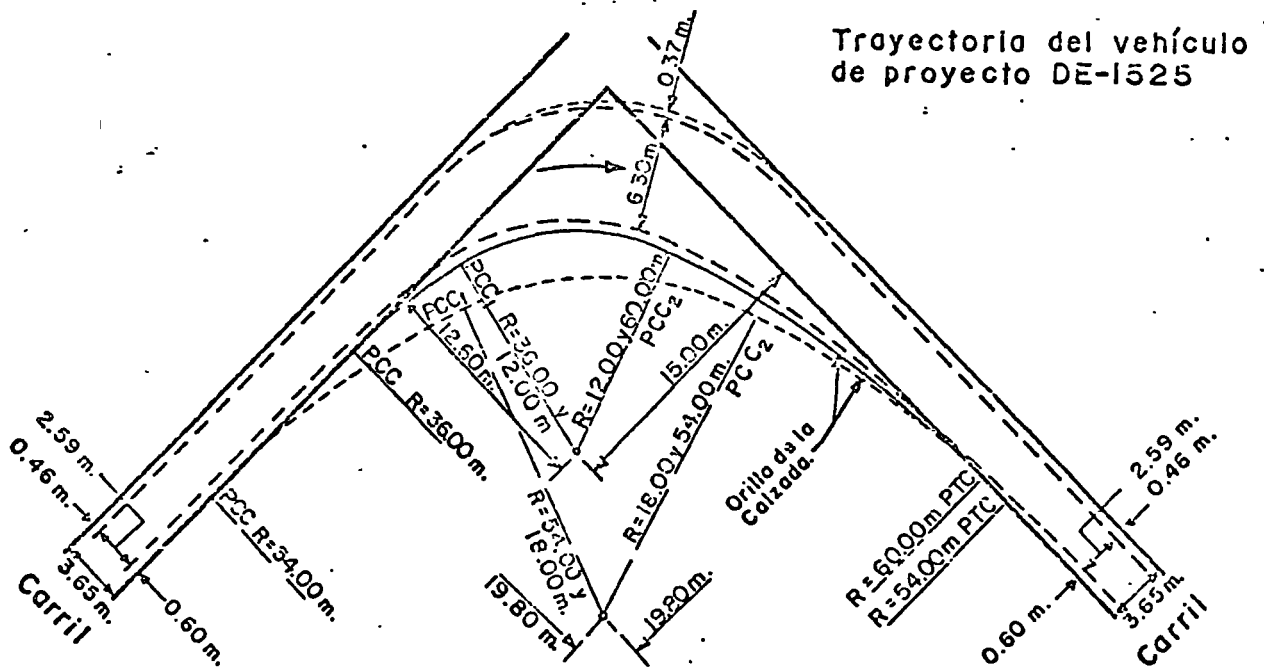 Trayectoria del vehículo
de proyecto DE-1525
0.37 m.
6.30 m
PCC1
PCC1
12.60 m.
R=36.00 y
12.00 m
R=12.00 y 60.00 m
PCC2
15.00 m.
R=18.00 y 54.00 m.
PCC2
PCC R=36.00 m.
PCC R=54.00 m.
R=54.00 y
18.00 m.
19.80 m.
19.80 m.
Orilla de la
Calzada.
2.59 m.
0.46 m.
3.65 m.
Carril
0.60 m.
R=60.00 m PTC
R=54.00 m PTC
2.59 m.
0.46 m.
0.60 m.
3.65 m.
Carril